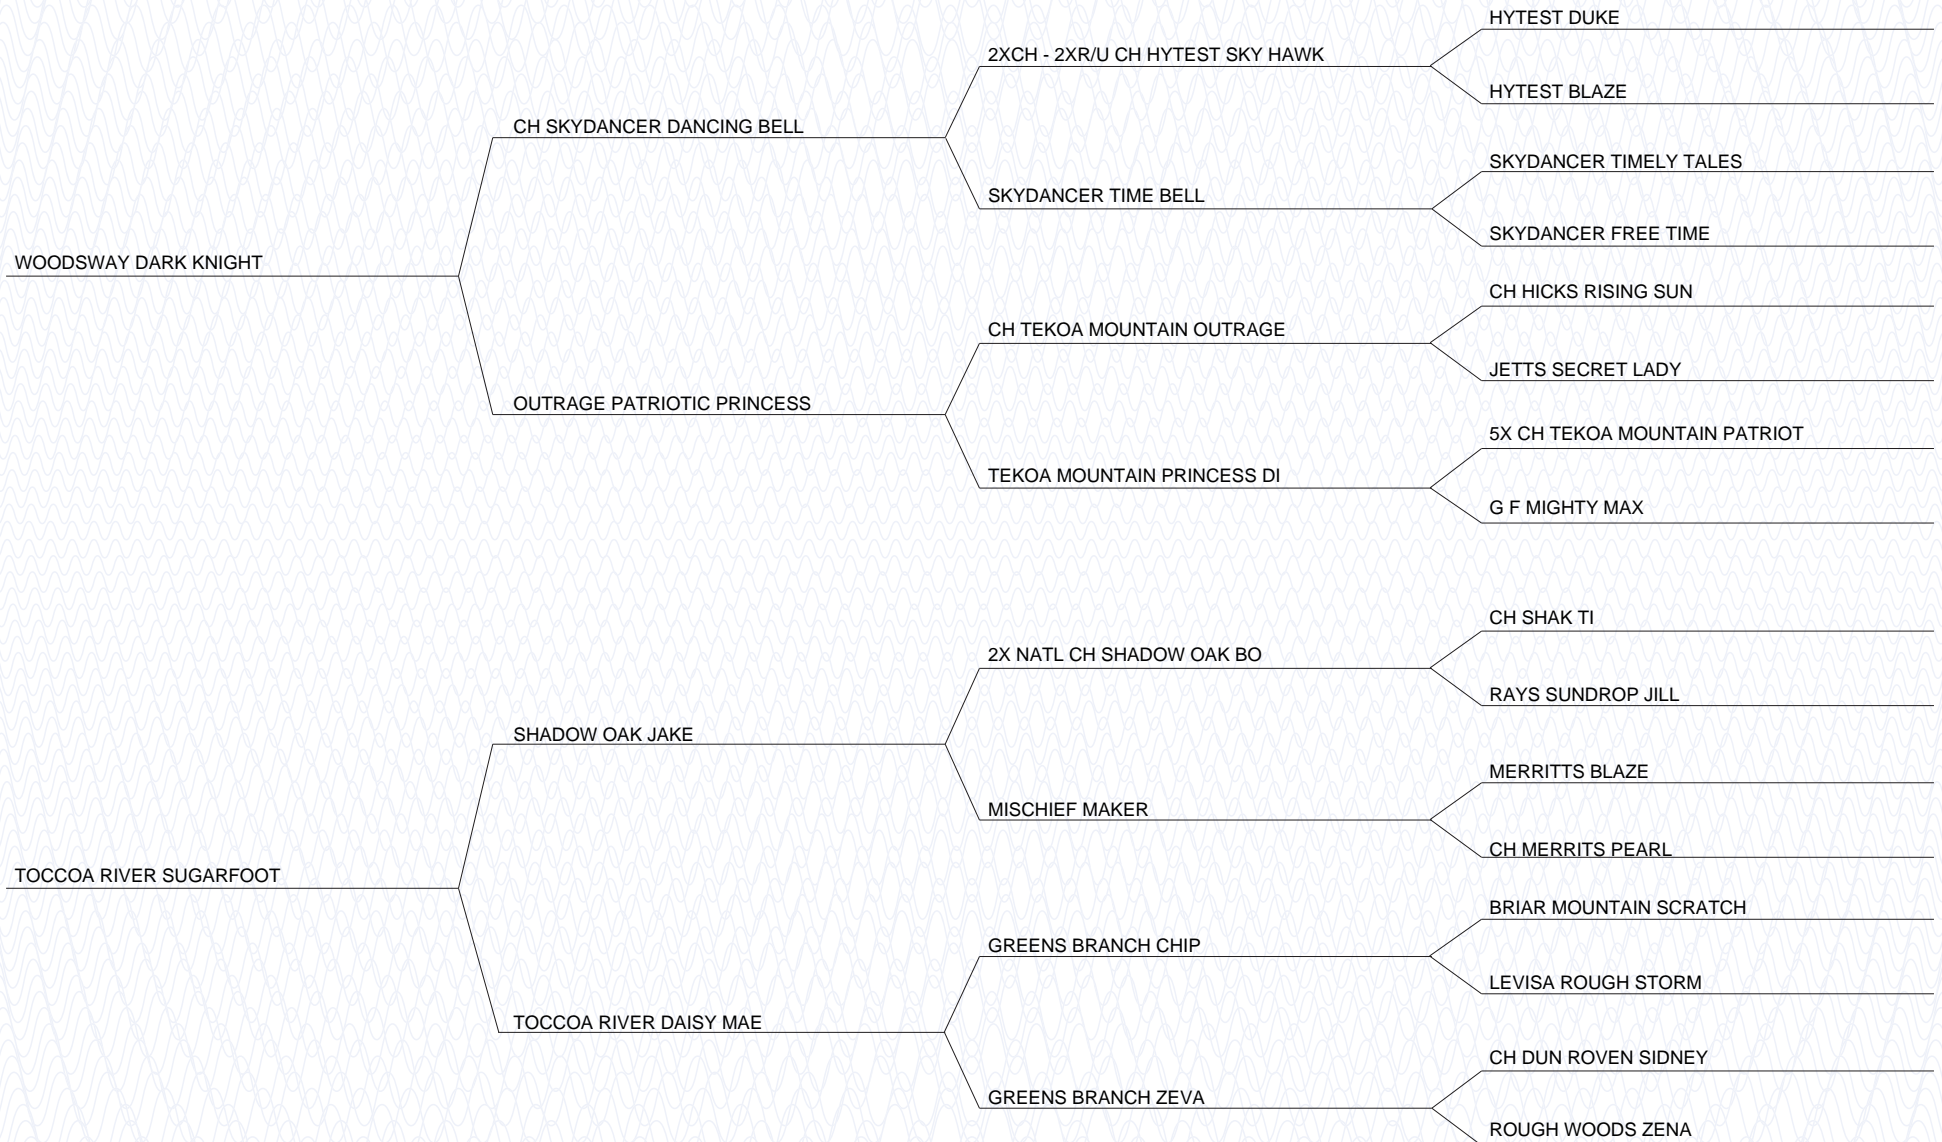 HYTEST DUKE
2XCH - 2XR/U CH HYTEST SKY HAWK
HYTEST BLAZE
CH SKYDANCER DANCING BELL
SKYDANCER TIMELY TALES
SKYDANCER TIME BELL
SKYDANCER FREE TIME
WOODSWAY DARK KNIGHT
CH HICKS RISING SUN
CH TEKOA MOUNTAIN OUTRAGE
JETTS SECRET LADY
OUTRAGE PATRIOTIC PRINCESS
5X CH TEKOA MOUNTAIN PATRIOT
TEKOA MOUNTAIN PRINCESS DI
G F MIGHTY MAX
CH SHAK TI
2X NATL CH SHADOW OAK BO
RAYS SUNDROP JILL
SHADOW OAK JAKE
MERRITTS BLAZE
MISCHIEF MAKER
CH MERRITS PEARL
TOCCOA RIVER SUGARFOOT
BRIAR MOUNTAIN SCRATCH
GREENS BRANCH CHIP
LEVISA ROUGH STORM
TOCCOA RIVER DAISY MAE
CH DUN ROVEN SIDNEY
GREENS BRANCH ZEVA
ROUGH WOODS ZENA